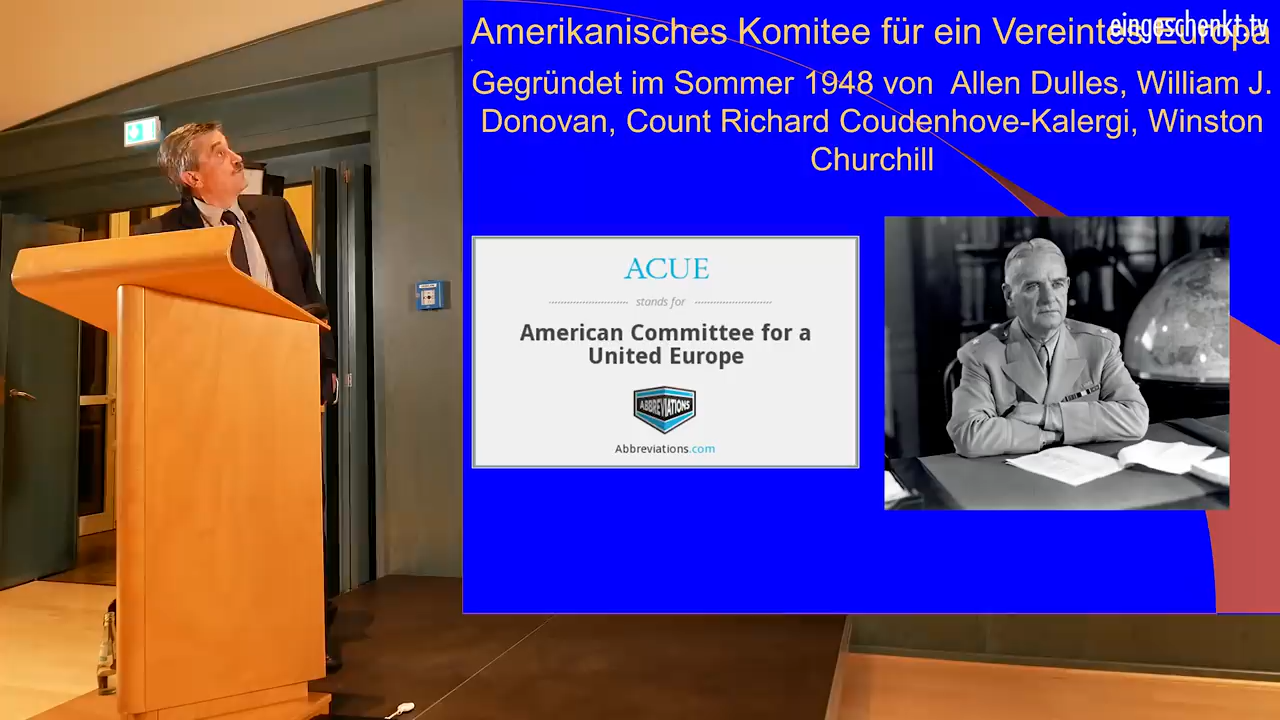 eingeschenkt.tv
Amerikanisches Komitee für ein Vereintes Europa
Gegründet im Sommer 1948 von Allen Dulles, William J.
Donovan, Count Richard Coudenhove-Kalergi, Winston
Churchill
ACUE
stands for
American Committee for a
United Europe
ABBREVIATIONS
Abbreviations.com